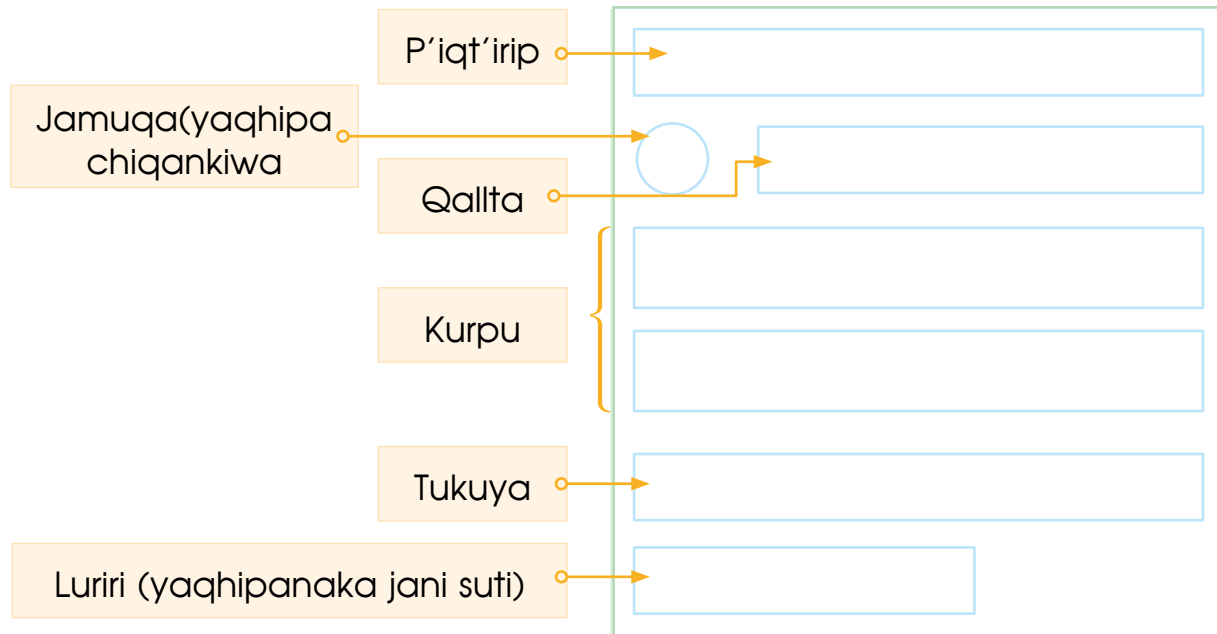 P´iqt´irip
Jamuqa(yaqhipa
chiqankiwa
Qallta
Kurpu
Tukuya
Luriri (yaqhipanaka jani suti)